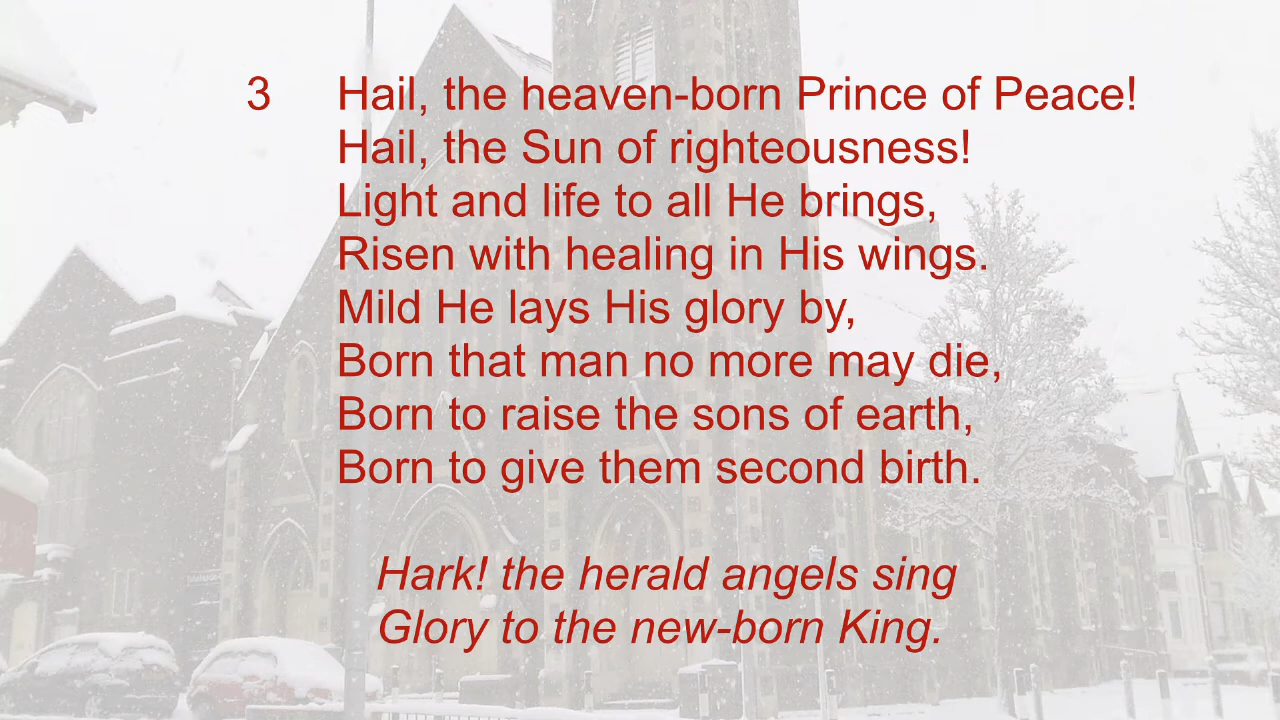 3 Hail, the heaven-born Prince of Peace!
Hail, the Sun of righteousness!
Light and life to all He brings,
Risen with healing in His wings.
Mild He lays His glory by,
Born that man no more may die,
Born to raise the sons of earth,
Born to give them second birth.
Hark! the herald angels sing
Glory to the new-born King.